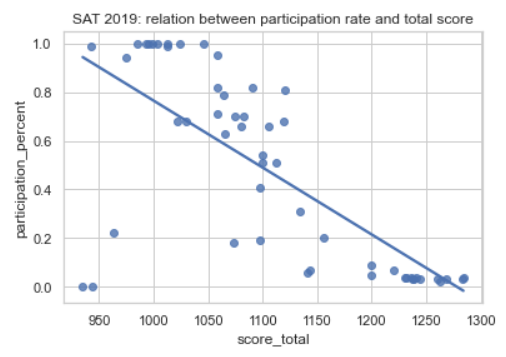 SAT 2019: relation between participation rate and total score
participation_percent
1.0
0.8
0.6
0.4
0.2
0.0
950 1000 1050 1100 1150 1200 1250 1300
score_total